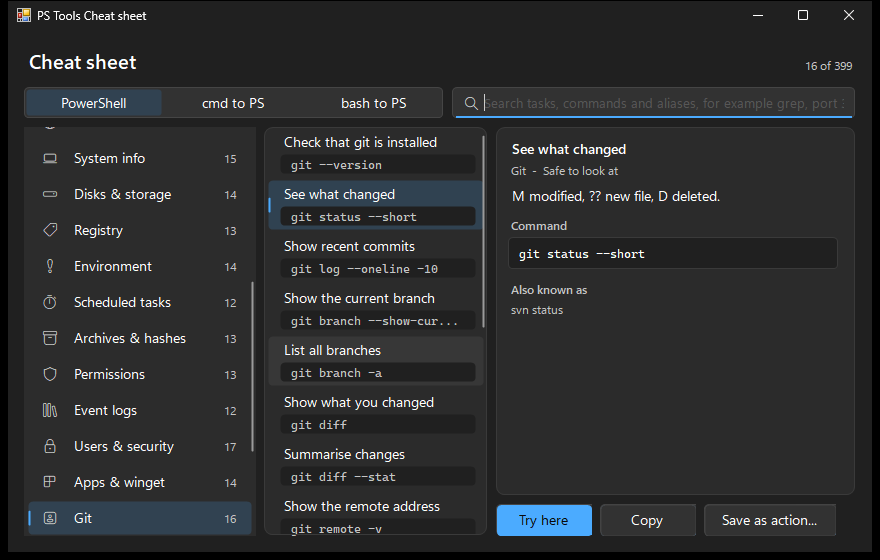 PS Tools Cheat sheet
Cheat sheet
16 of 399
PowerShell
cmd to PS
bash to PS
Search tasks, commands and aliases, for example grep, port
System info 15
Disks & storage 14
Registry 13
Environment 14
Scheduled tasks 12
Archives & hashes 13
Permissions 13
Event logs 12
Users & security 17
Apps & winget 14
Git 16
Check that git is installed
git --version
See what changed
git status --short
Show recent commits
git log --oneline -10
Show the current branch
git branch --show-cur...
List all branches
git branch -a
Show what you changed
git diff
Summarise changes
git diff --stat
Show the remote address
git remote -v
See what changed
Git - Safe to look at
M modified, ?? new file, D deleted.
Command
git status --short
Also known as
svn status
Try here
Copy
Save as action...